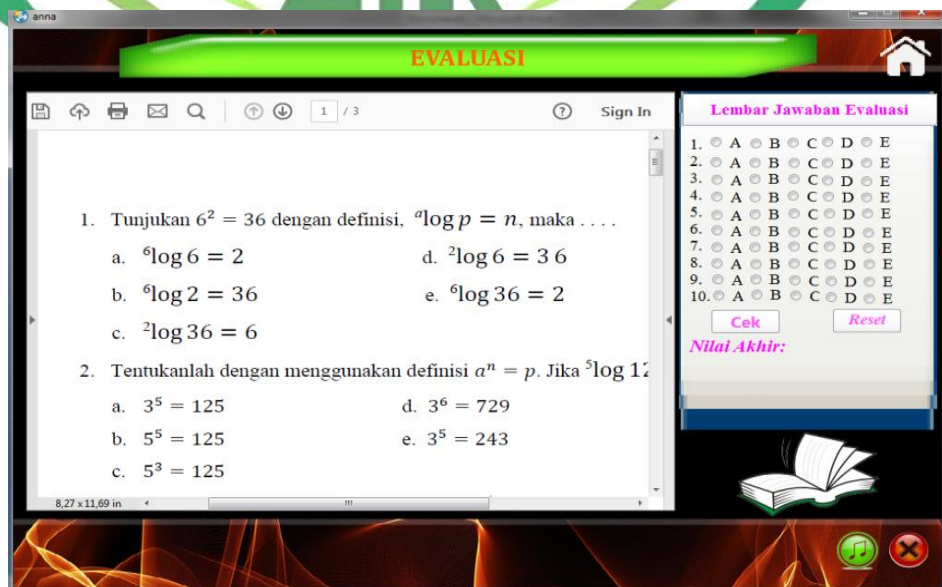 anna
EVALUASI
1 / 3
Sign In
1. Tunjukan 6² = 36 dengan definisi, ᵃlog p = n, maka . . . .
a. ⁶log 6 = 2
d. ²log 6 = 3 6
b. ⁶log 2 = 36
e. ⁶log 36 = 2
c. ²log 36 = 6
2. Tentukanlah dengan menggunakan definisi aⁿ = p. Jika ⁵log 12
a. 3⁵ = 125
d. 3⁶ = 729
b. 5⁵ = 125
e. 3⁵ = 243
c. 5³ = 125
8,27 x 11,69 in
Lembar Jawaban Evaluasi
1. A B C D E
2. A B C D E
3. A B C D E
4. A B C D E
5. A B C D E
6. A B C D E
7. A B C D E
8. A B C D E
9. A B C D E
10. A B C D E
Cek
Reset
Nilai Akhir: